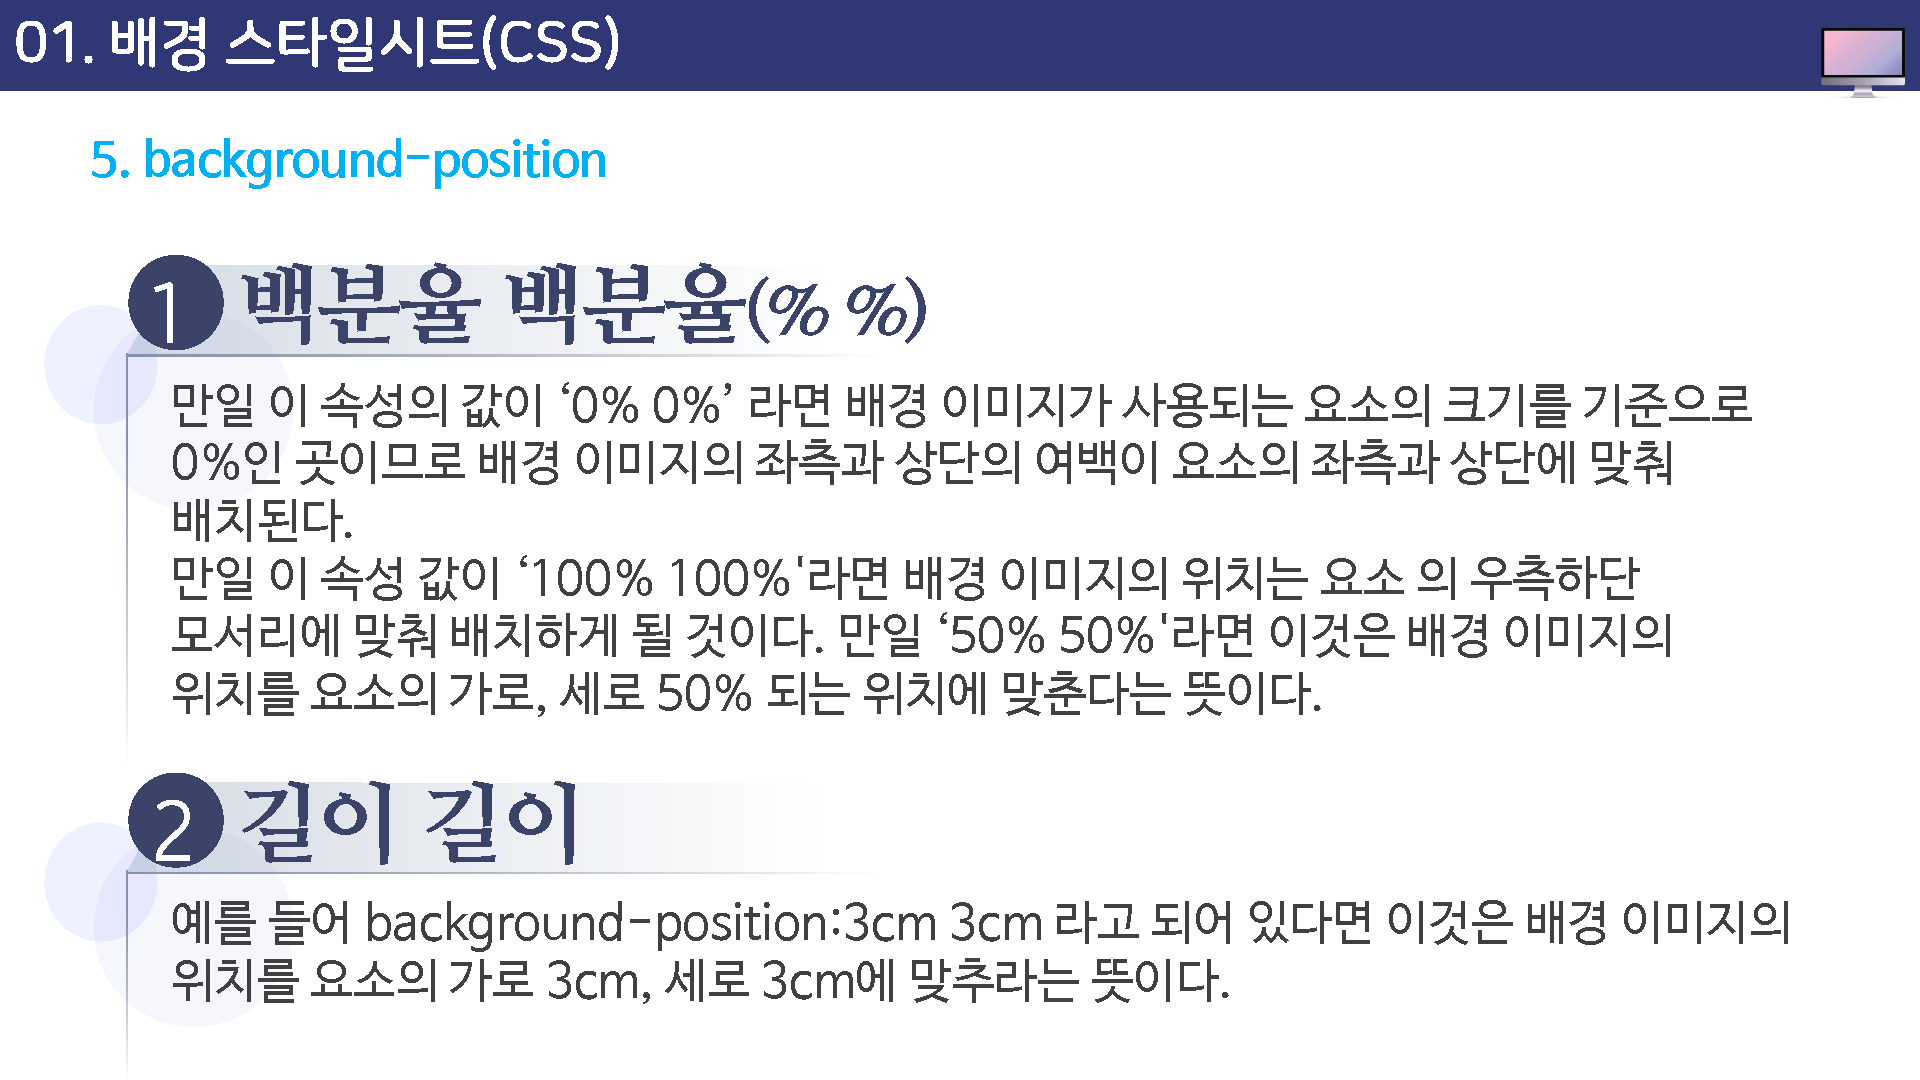 01. 배경 스타일시트(CSS)
5. background-position
1 백분율 백분율(% %)
만일 이 속성의 값이 ‘0% 0%’ 라면 배경 이미지가 사용되는 요소의 크기를 기준으로
0%인 곳이므로 배경 이미지의 좌측과 상단의 여백이 요소의 좌측과 상단에 맞춰
배치된다.
만일 이 속성 값이 ‘100% 100%'라면 배경 이미지의 위치는 요소 의 우측하단
모서리에 맞춰 배치하게 될 것이다. 만일 ‘50% 50%'라면 이것은 배경 이미지의
위치를 요소의 가로, 세로 50% 되는 위치에 맞춘다는 뜻이다.
2 길이 길이
예를 들어 background-position:3cm 3cm 라고 되어 있다면 이것은 배경 이미지의
위치를 요소의 가로 3cm, 세로 3cm에 맞추라는 뜻이다.